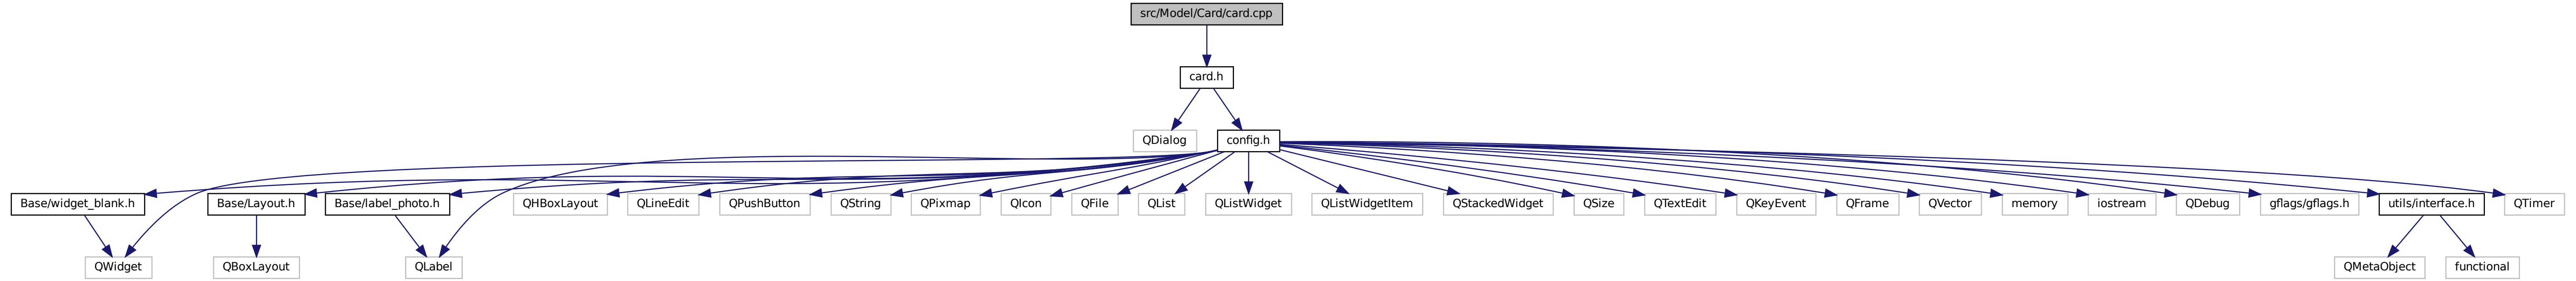 src/Model/Card/card.cpp
card.h
QDialog
config.h
Base/widget_blank.h
Base/Layout.h
Base/label_photo.h
QHBoxLayout
QLineEdit
QPushButton
QString
QPixmap
QIcon
QFile
QList
QListWidget
QListWidgetItem
QStackedWidget
QSize
QTextEdit
QKeyEvent
QFrame
QVector
memory
iostream
QDebug
gflags/gflags.h
utils/interface.h
QTimer
QWidget
QBoxLayout
QLabel
QMetaObject
functional